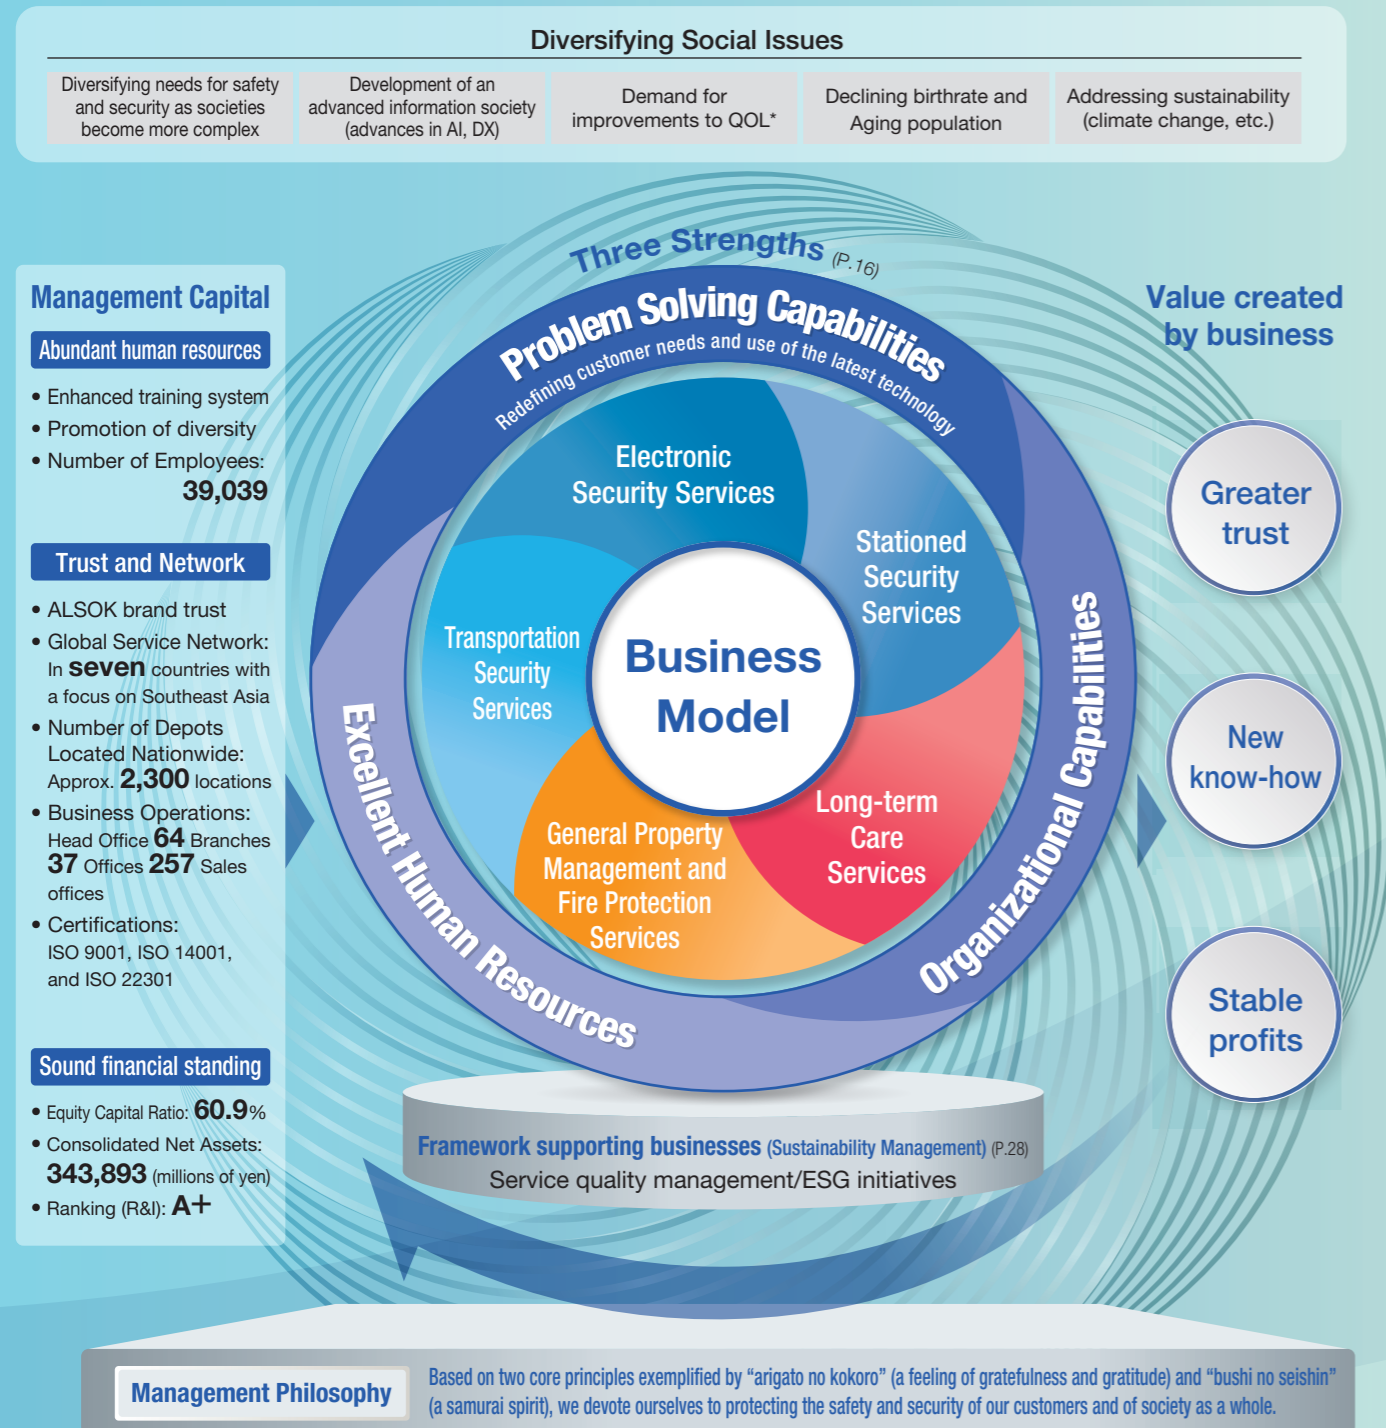 Diversifying Social Issues
Diversifying needs for safety
and security as societies
become more complex
Development of an
advanced information society
(advances in AI, DX)
Demand for
improvements to QOL*
Declining birthrate and
Aging population
Addressing sustainability
(climate change, etc.)
Management Capital
Abundant human resources
• Enhanced training system
• Promotion of diversity
• Number of Employees:
39,039
Trust and Network
• ALSOK brand trust
• Global Service Network:
In seven countries with
a focus on Southeast Asia
• Number of Depots
Located Nationwide:
Approx. 2,300 locations
• Business Operations:
Head Office 64 Branches
37 Offices 257 Sales
offices
• Certifications:
ISO 9001, ISO 14001,
and ISO 22301
Sound financial standing
• Equity Capital Ratio: 60.9%
• Consolidated Net Assets:
343,893 (millions of yen)
• Ranking (R&I): A+
Three Strengths (P.16)
Problem Solving Capabilities
Redefining customer needs and use of the latest technology
Organizational Capabilities
Excellent Human Resources
Electronic
Security Services
Stationed
Security
Services
Long-term
Care
Services
General Property
Management and
Fire Protection
Services
Transportation
Security
Services
Business
Model
Value created
by business
Greater
trust
New
know-how
Stable
profits
Framework supporting businesses (Sustainability Management) (P.28)
Service quality management/ESG initiatives
Management Philosophy
Based on two core principles exemplified by “arigato no kokoro” (a feeling of gratefulness and gratitude) and “bushi no seishin”
(a samurai spirit), we devote ourselves to protecting the safety and security of our customers and of society as a whole.